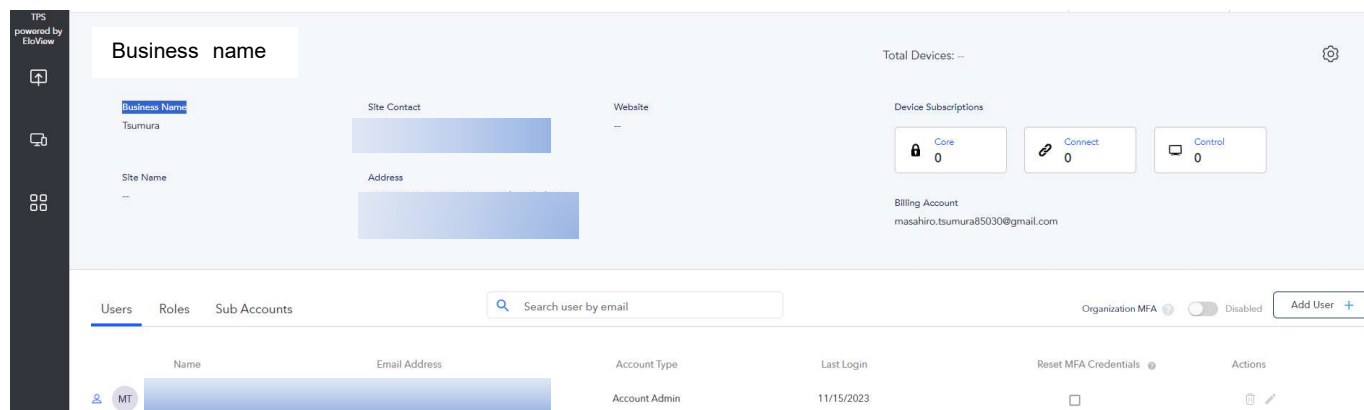 TPS
powered by
EloView
Business name
Total Devices: --
Business Name
Site Contact
Website
Device Subscriptions
Tsumura
--
Core
0
Connect
0
Control
0
Site Name
Address
--
Billing Account
masahiro.tsumura85030@gmail.com
Users
Roles
Sub Accounts
Search user by email
Organization MFA
Disabled
Add User +
Name
Email Address
Account Type
Last Login
Reset MFA Credentials
Actions
MT
Account Admin
11/15/2023